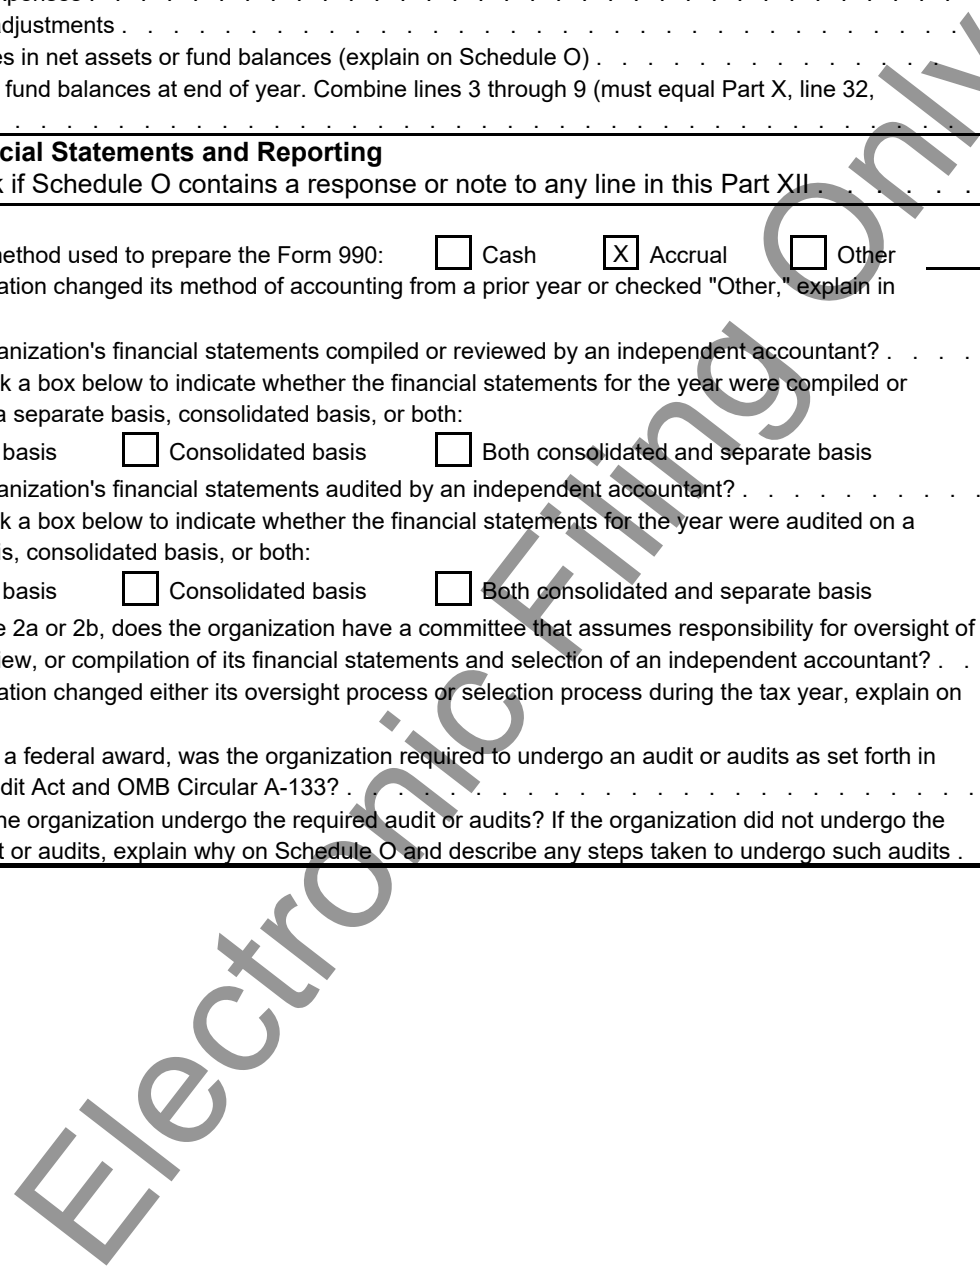 adjustments . . . . . . . . . . . . . . . . . . . . . . . . . . . . . . . . .
es in net assets or fund balances (explain on Schedule O) . . . . . . . . . . . . . .
fund balances at end of year. Combine lines 3 through 9 (must equal Part X, line 32,
. . . . . . . . . . . . . . . . . . . . . . . . . . . . . . . . . . . . .
cial Statements and Reporting
k if Schedule O contains a response or note to any line in this Part XII . . . . . .
method used to prepare the Form 990: Cash X Accrual Other
ation changed its method of accounting from a prior year or checked "Other," explain in
anization's financial statements compiled or reviewed by an independent accountant? . . . .
k a box below to indicate whether the financial statements for the year were compiled or
a separate basis, consolidated basis, or both:
basis Consolidated basis Both consolidated and separate basis
anization's financial statements audited by an independent accountant? . . . . . . . . . .
k a box below to indicate whether the financial statements for the year were audited on a
is, consolidated basis, or both:
basis Consolidated basis Both consolidated and separate basis
e 2a or 2b, does the organization have a committee that assumes responsibility for oversight of
iew, or compilation of its financial statements and selection of an independent accountant? . .
ation changed either its oversight process or selection process during the tax year, explain on
a federal award, was the organization required to undergo an audit or audits as set forth in
dit Act and OMB Circular A-133? . . . . . . . . . . . . . . . . . . . . . . . .
he organization undergo the required audit or audits? If the organization did not undergo the
t or audits, explain why on Schedule O and describe any steps taken to undergo such audits .
Electronic Filing Only